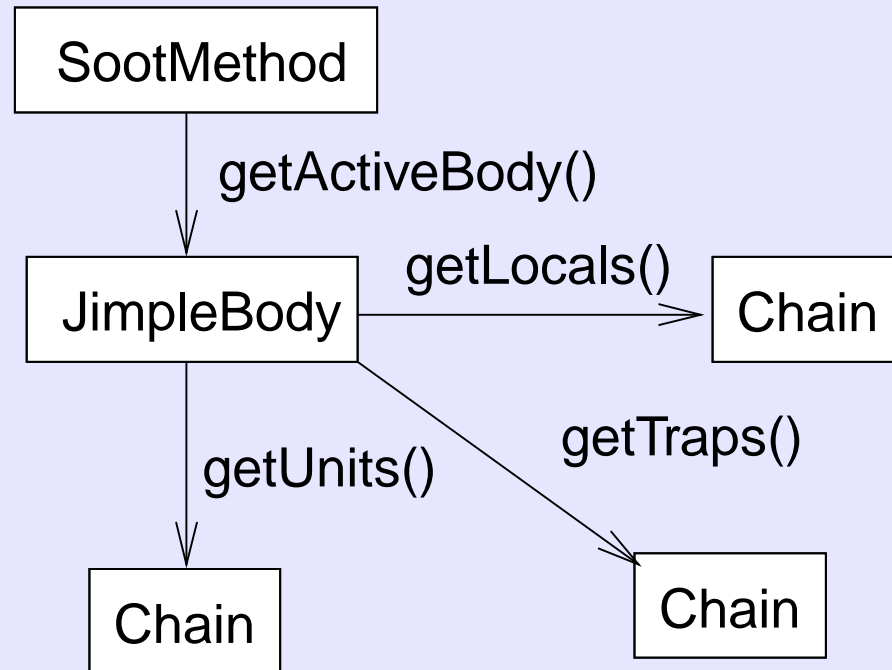 SootMethod
getActiveBody()
getLocals()
JimpleBody
Chain
getTraps()
getUnits()
Chain
Chain